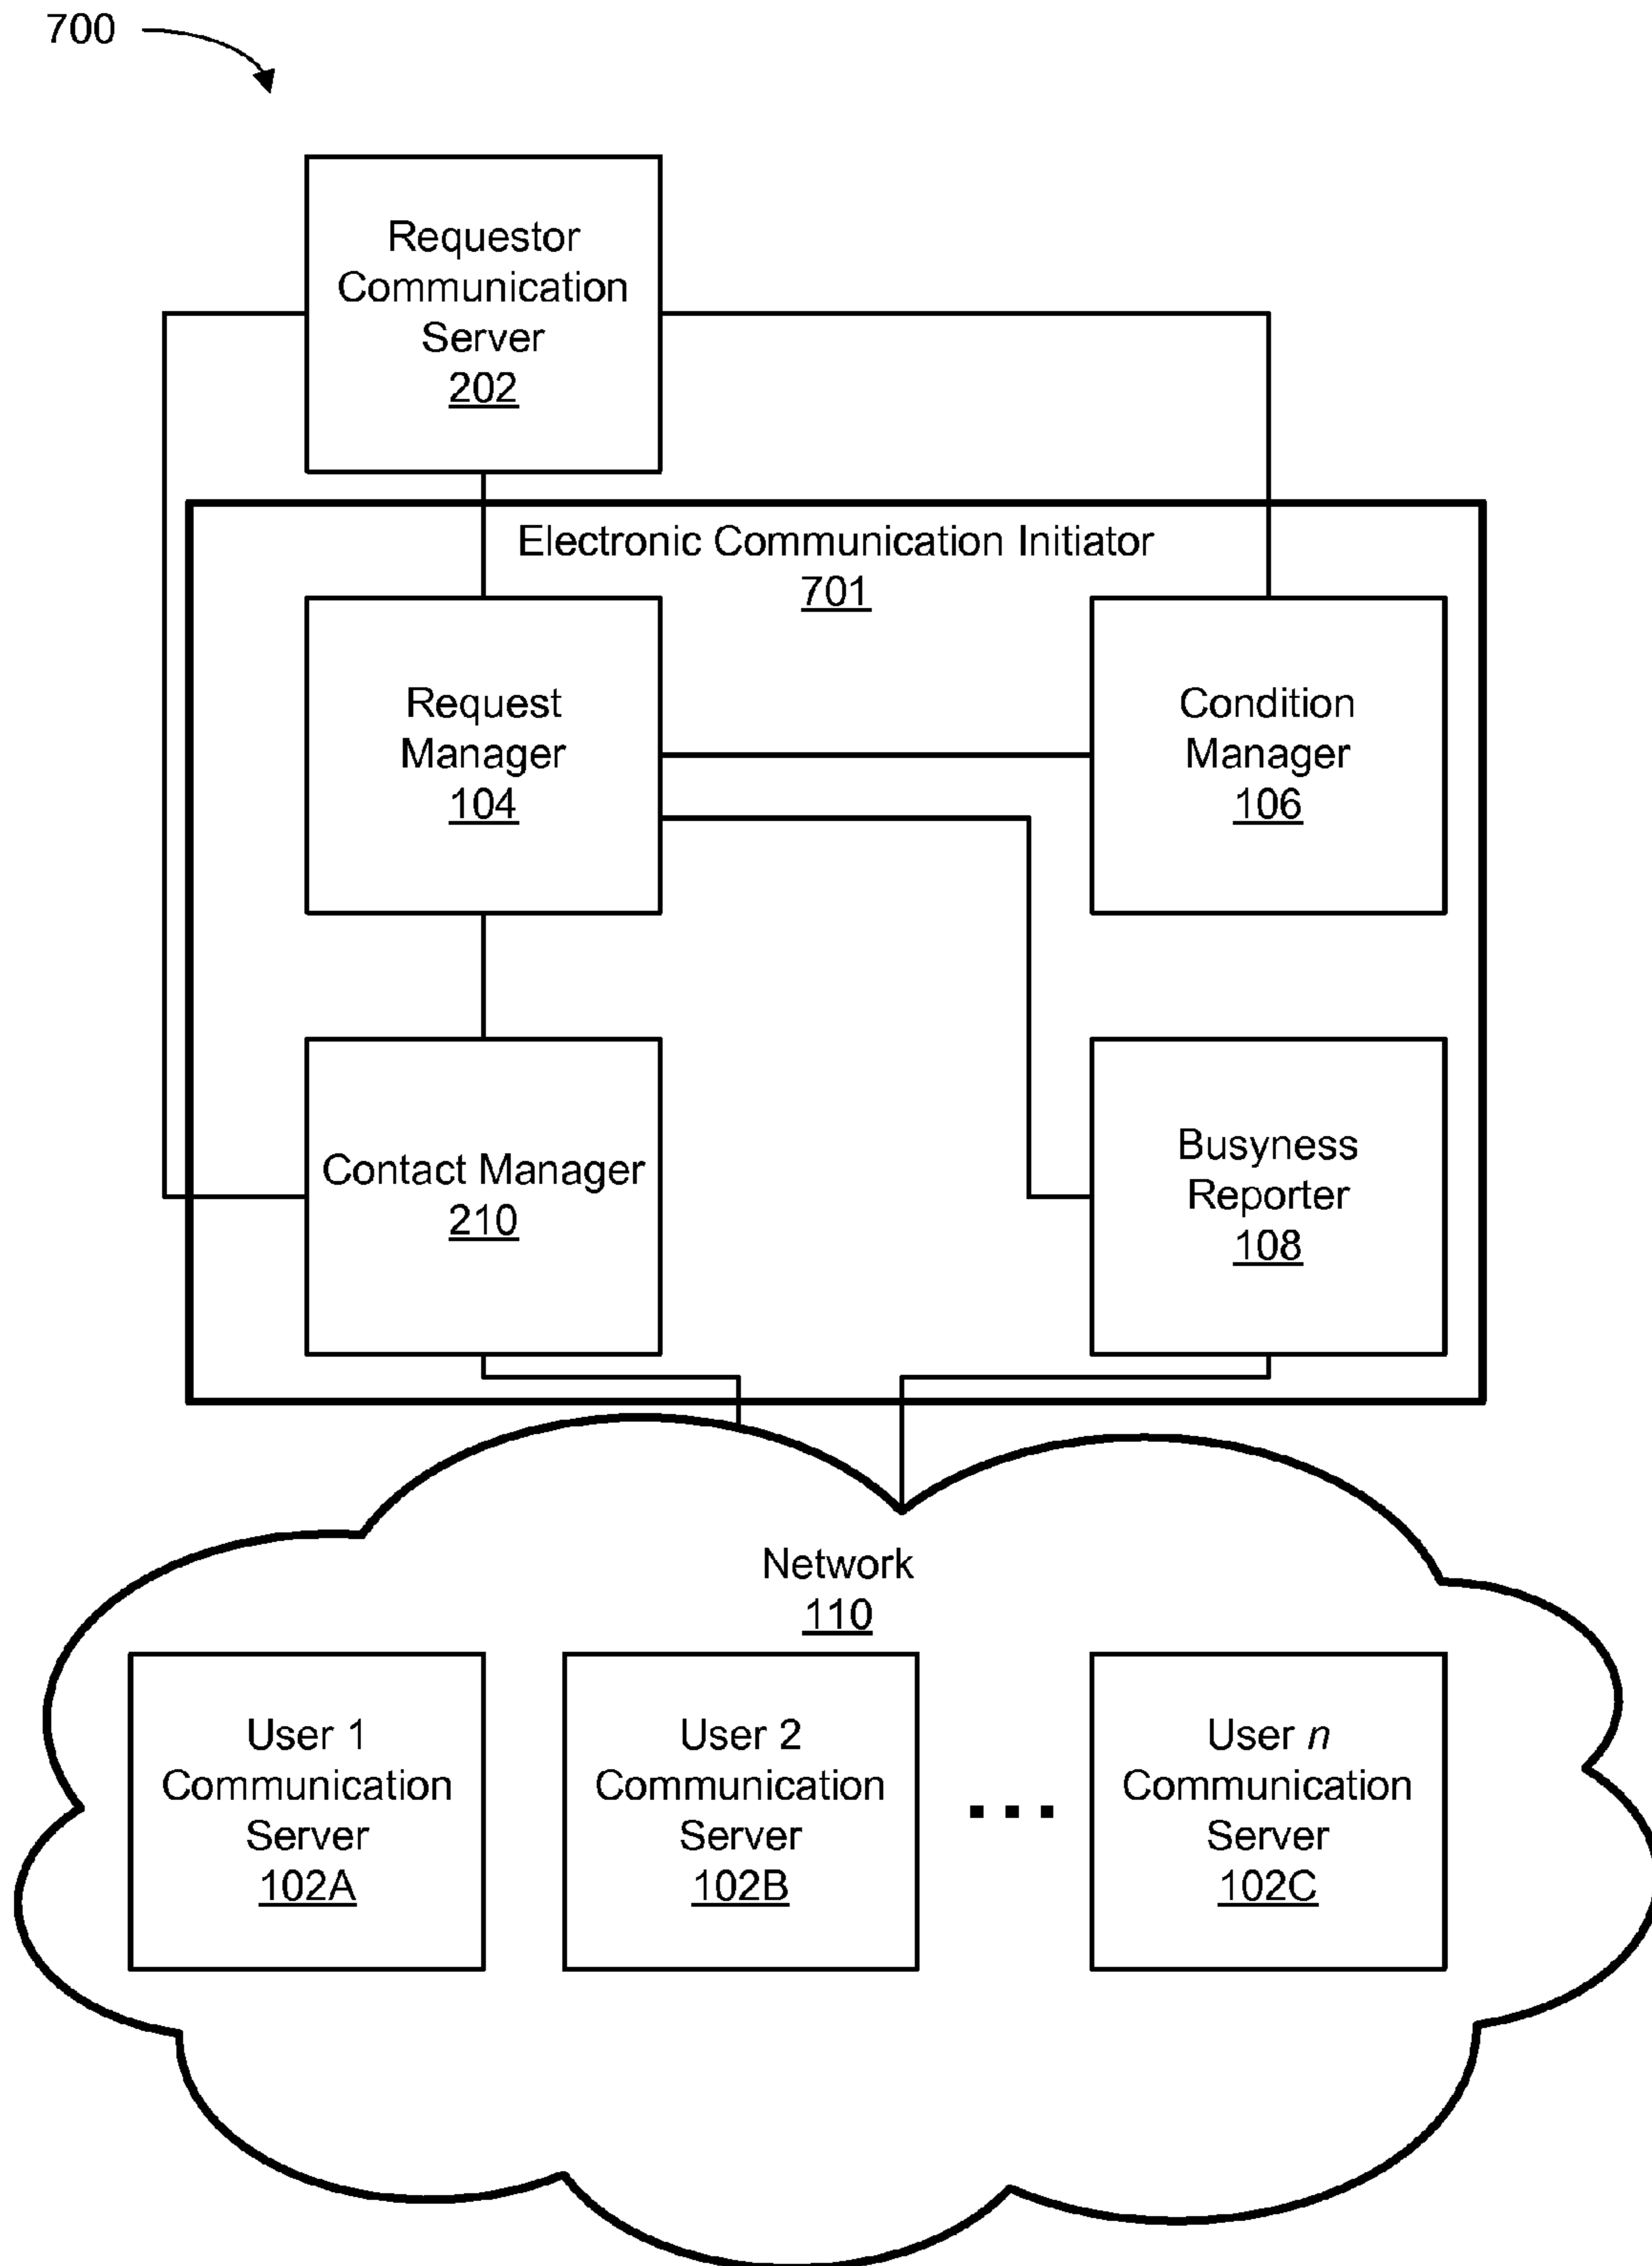 700
Requestor
Communication
Server
202
Electronic Communication Initiator
701
Request
Manager
104
Condition
Manager
106
Contact Manager
210
Busyness
Reporter
108
Network
110
User 1
Communication
Server
102A
User 2
Communication
Server
102B
...
User n
Communication
Server
102C